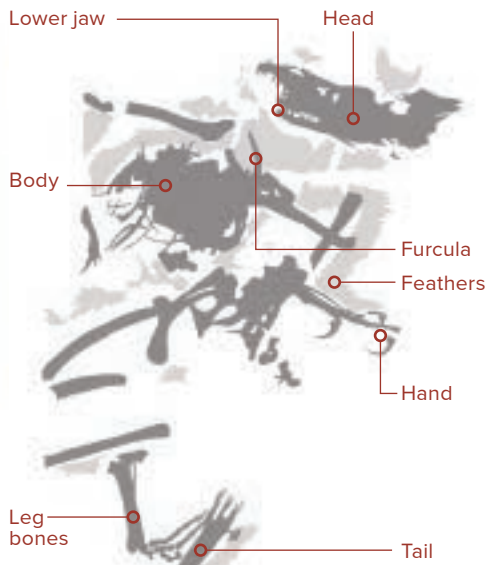 Lower jaw
Head
Body
Furcula
Feathers
Hand
Leg
bones
Tail